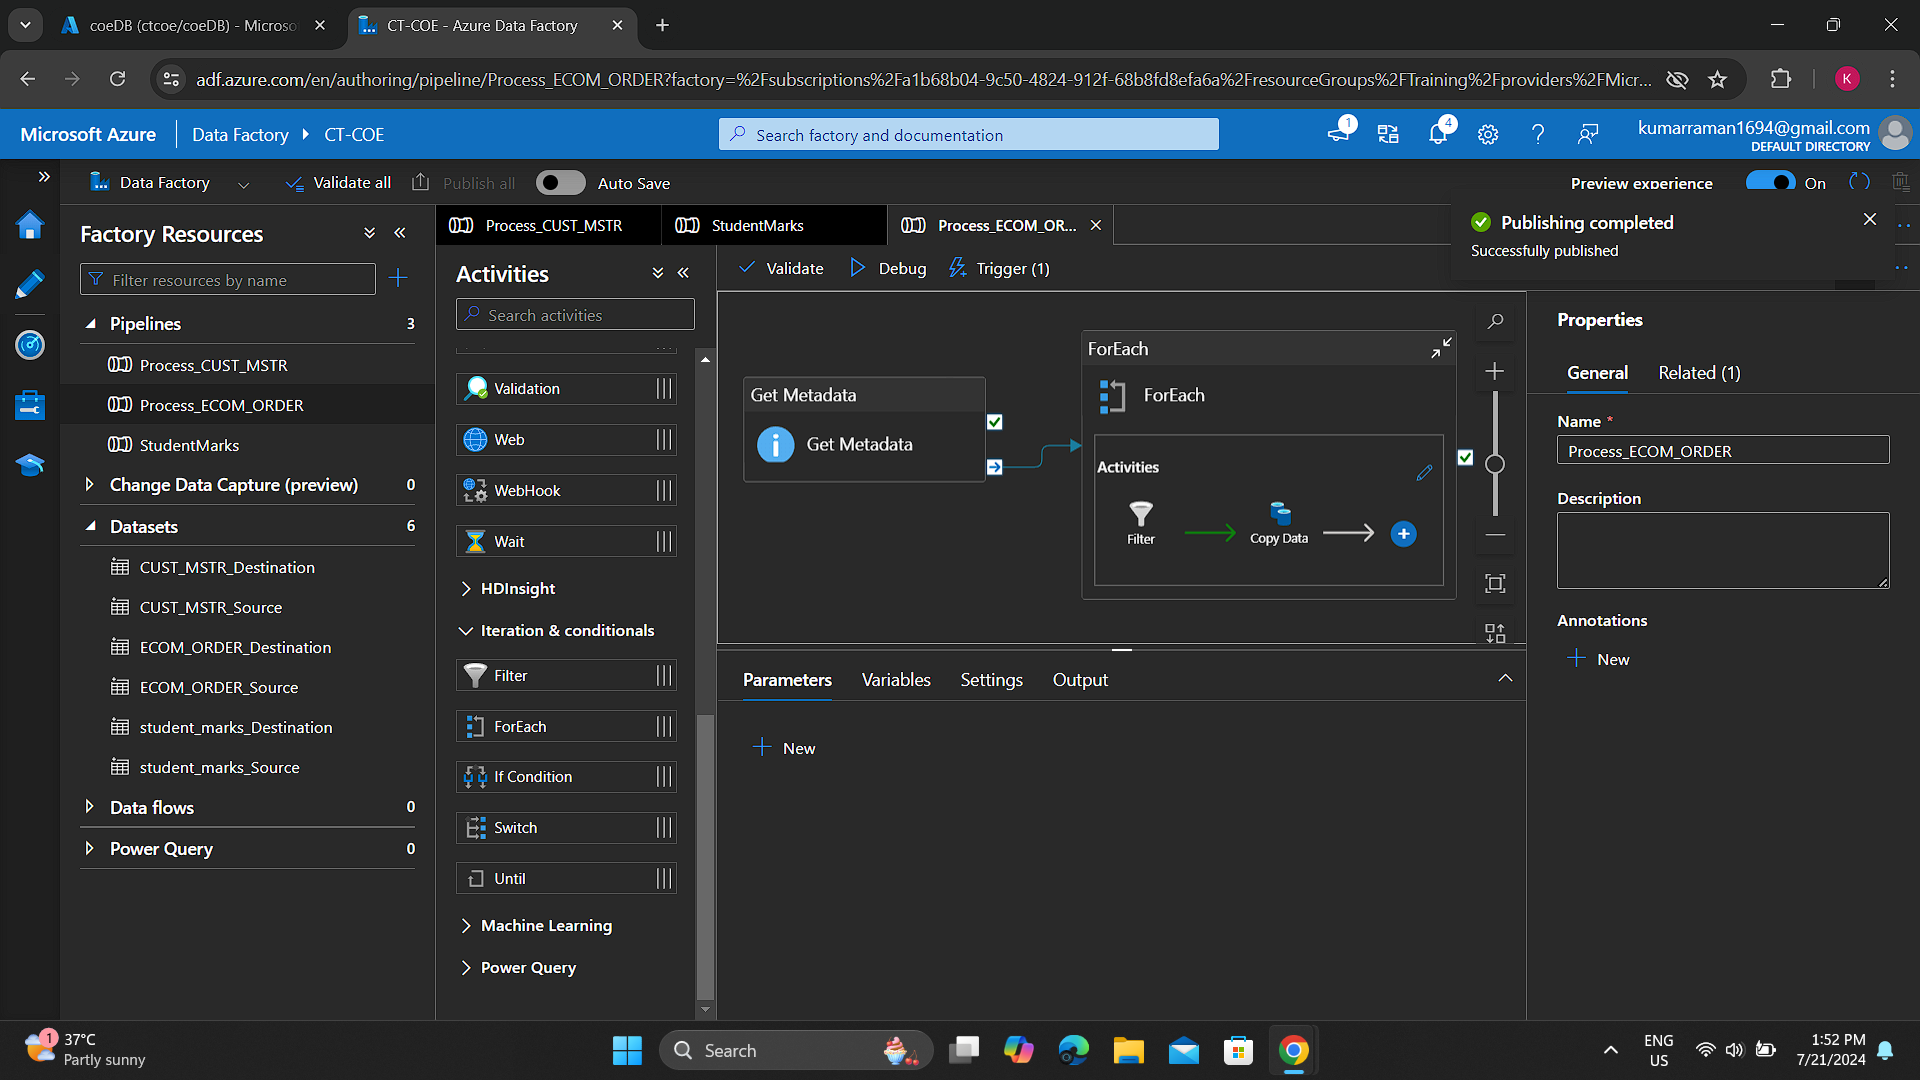 coeDB (ctcoe/coeDB) - Microso
CT-COE - Azure Data Factory
adf.azure.com/en/authoring/pipeline/Process_ECOM_ORDER?factory=%2Fsubscriptions%2Fa1b68b04-9c50-4824-912f-68b8fd8efa6a%2FresourceGroups%2FTraining%2Fproviders%2FMicr...
K
Microsoft Azure
Data Factory
CT-COE
Search factory and documentation
1
4
kumarraman1694@gmail.com
DEFAULT DIRECTORY
Data Factory
Validate all
Publish all
Auto Save
Preview experience
On
Publishing completed
Successfully published
Factory Resources
Filter resources by name
Pipelines
3
Process_CUST_MSTR
Process_ECOM_ORDER
StudentMarks
Change Data Capture (preview)
0
Datasets
6
CUST_MSTR_Destination
CUST_MSTR_Source
ECOM_ORDER_Destination
ECOM_ORDER_Source
student_marks_Destination
student_marks_Source
Data flows
0
Power Query
0
Process_CUST_MSTR
StudentMarks
Process_ECOM_OR...
Activities
Search activities
Validation
Web
WebHook
Wait
HDInsight
Iteration & conditionals
Filter
ForEach
If Condition
Switch
Until
Machine Learning
Power Query
Validate
Debug
Trigger (1)
Get Metadata
Get Metadata
ForEach
ForEach
Activities
Filter
Copy Data
Parameters
Variables
Settings
Output
New
Properties
General
Related (1)
Name *
Process_ECOM_ORDER
Description
Annotations
New
1
37°C
Partly sunny
Search
ENG
US
1:52 PM
7/21/2024